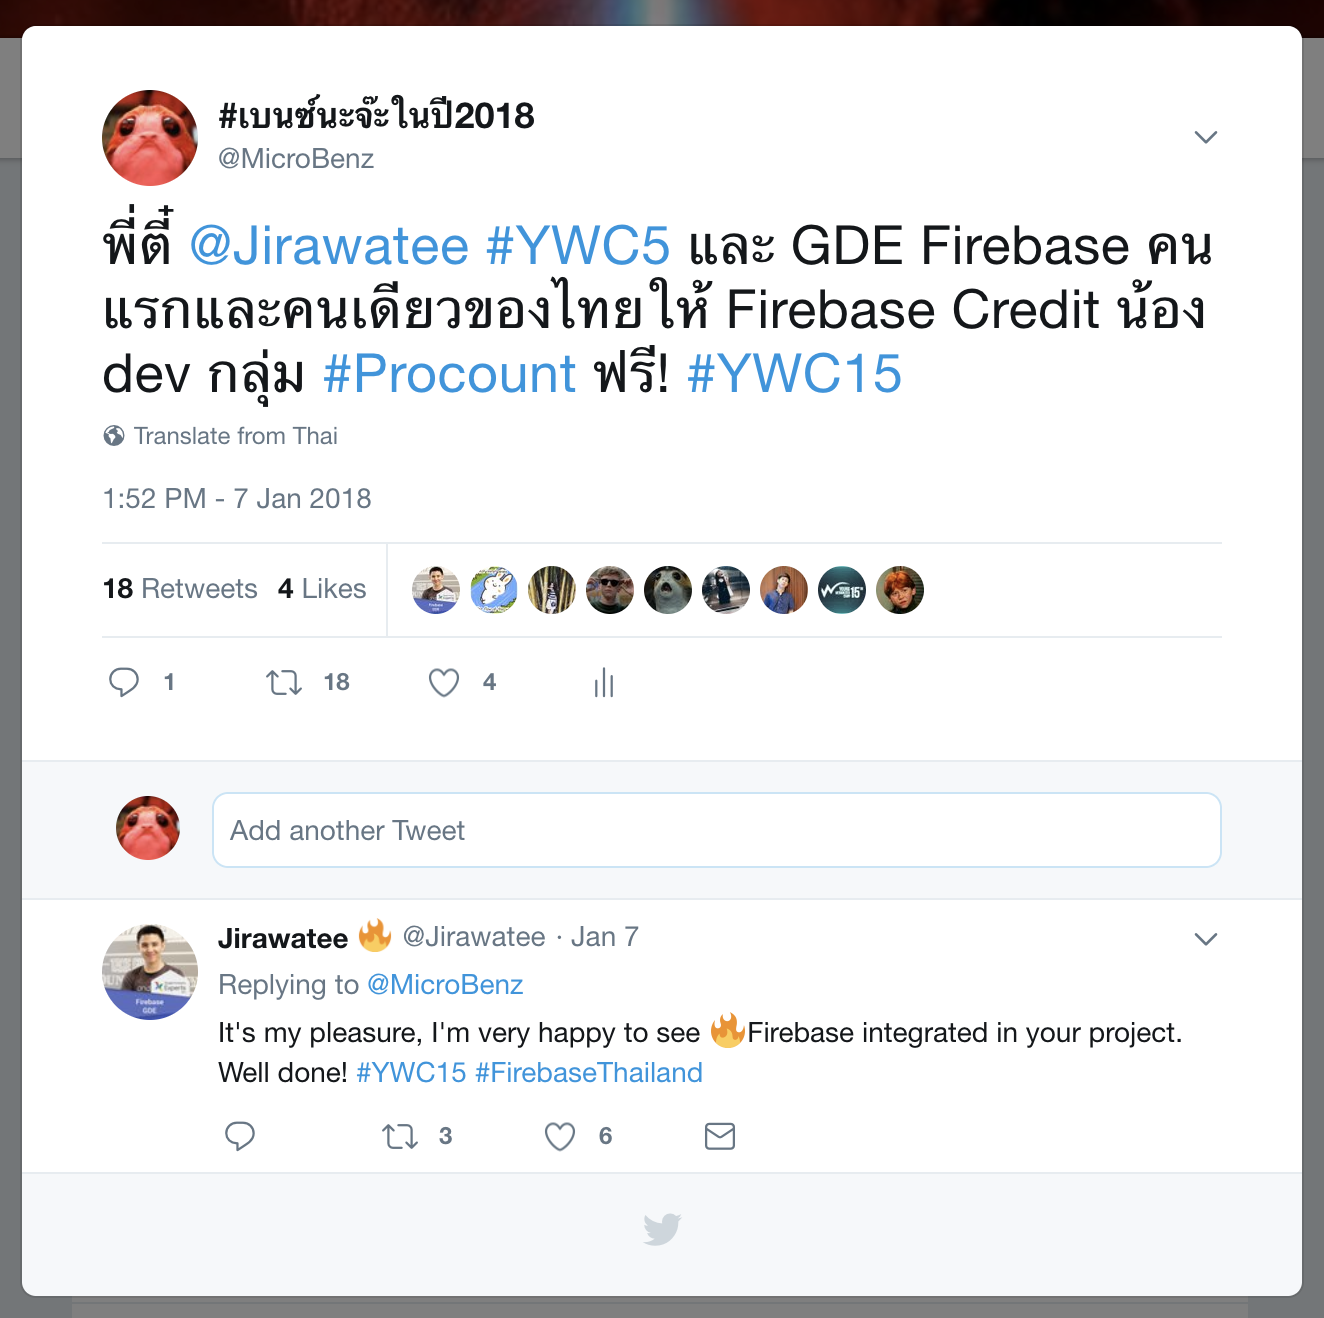 #เบนซ์นะจ๊ะในปี2018
@MicroBenz
พี่ตี๋ @Jirawatee #YWC5 และ GDE Firebase คน
แรกและคนเดียวของไทยให้ Firebase Credit น้อง
dev กลุ่ม #Procount ฟรี! #YWC15
Translate from Thai
1:52 PM - 7 Jan 2018
18 Retweets 4 Likes
1 18 4
Add another Tweet
Jirawatee 🔥 @Jirawatee · Jan 7
Replying to @MicroBenz
It's my pleasure, I'm very happy to see 🔥Firebase integrated in your project.
Well done! #YWC15 #FirebaseThailand
Experts
Firebase
GDE
3 6